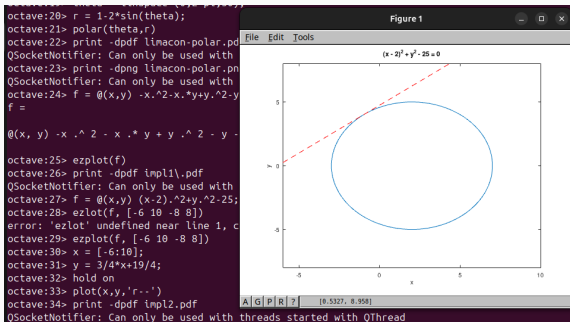 octave:20> r = 1-2*sin(theta);
octave:21> polar(theta,r)
octave:22> print -dpdf limacon-polar.pd
QSocketNotifier: Can only be used with
octave:23> print -dpng limacon-polar.pn
QSocketNotifier: Can only be used with
octave:24> f = @(x,y) -x.^2-x.*y+y.^2-y
f =
@(x, y) -x .^ 2 - x .* y + y .^ 2 - y -
octave:25> ezplot(f)
octave:26> print -dpdf impl1\.pdf
QSocketNotifier: Can only be used with
octave:27> f = @(x,y) (x-2).^2+y.^2-25;
octave:28> ezlot(f, [-6 10 -8 8])
error: 'ezlot' undefined near line 1, c
octave:29> ezplot(f, [-6 10 -8 8])
octave:30> x = [-6:10];
octave:31> y = 3/4*x+19/4;
octave:32> hold on
octave:33> plot(x,y,'r--')
octave:34> print -dpdf impl2.pdf
QSocketNotifier: Can only be used with threads started with QThread
Figure 1
File Edit Tools
(x - 2)² + y² - 25 = 0
5
y 0
-5
-5 0 5 10
x
A G P R ? [0.5327, 8.958]